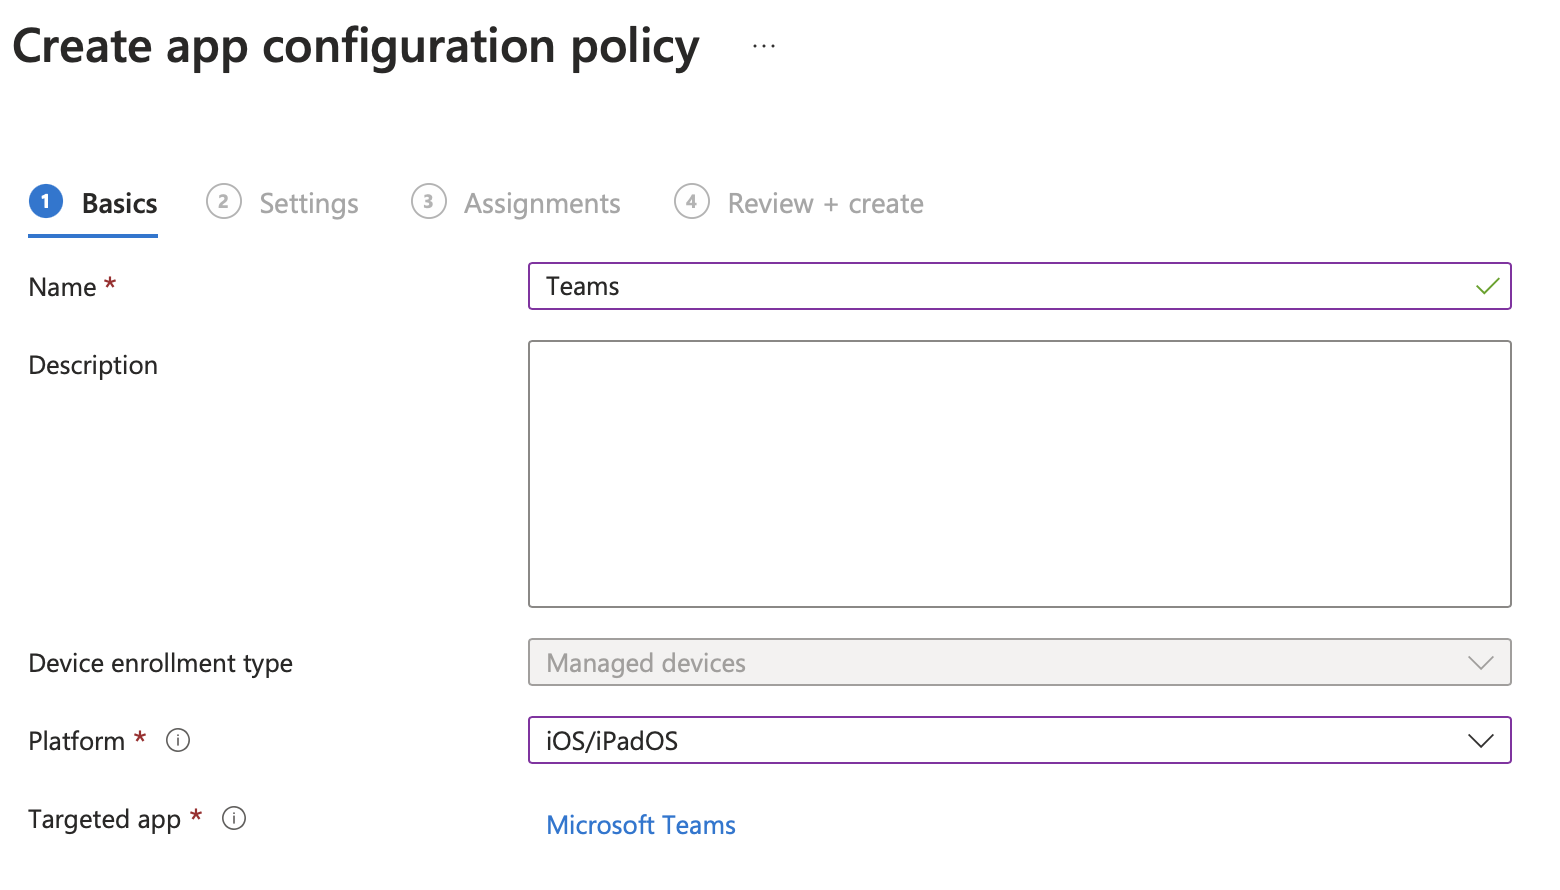 Create app configuration policy ...
1 Basics 2 Settings 3 Assignments 4 Review + create
Name * Teams
Description
Device enrollment type Managed devices
Platform * iOS/iPadOS
Targeted app * Microsoft Teams